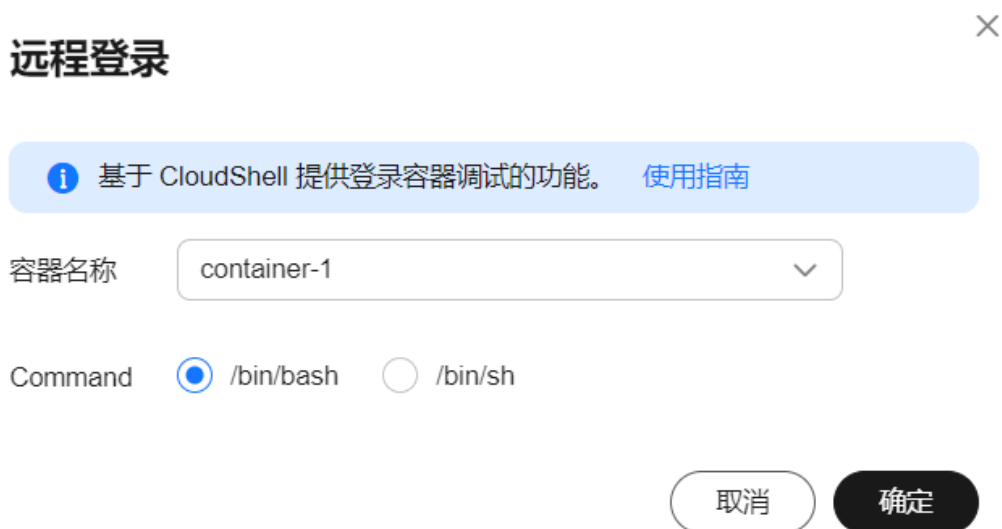 远程登录
基于 CloudShell 提供登录容器调试的功能。 使用指南
容器名称 container-1
Command /bin/bash /bin/sh
取消 确定